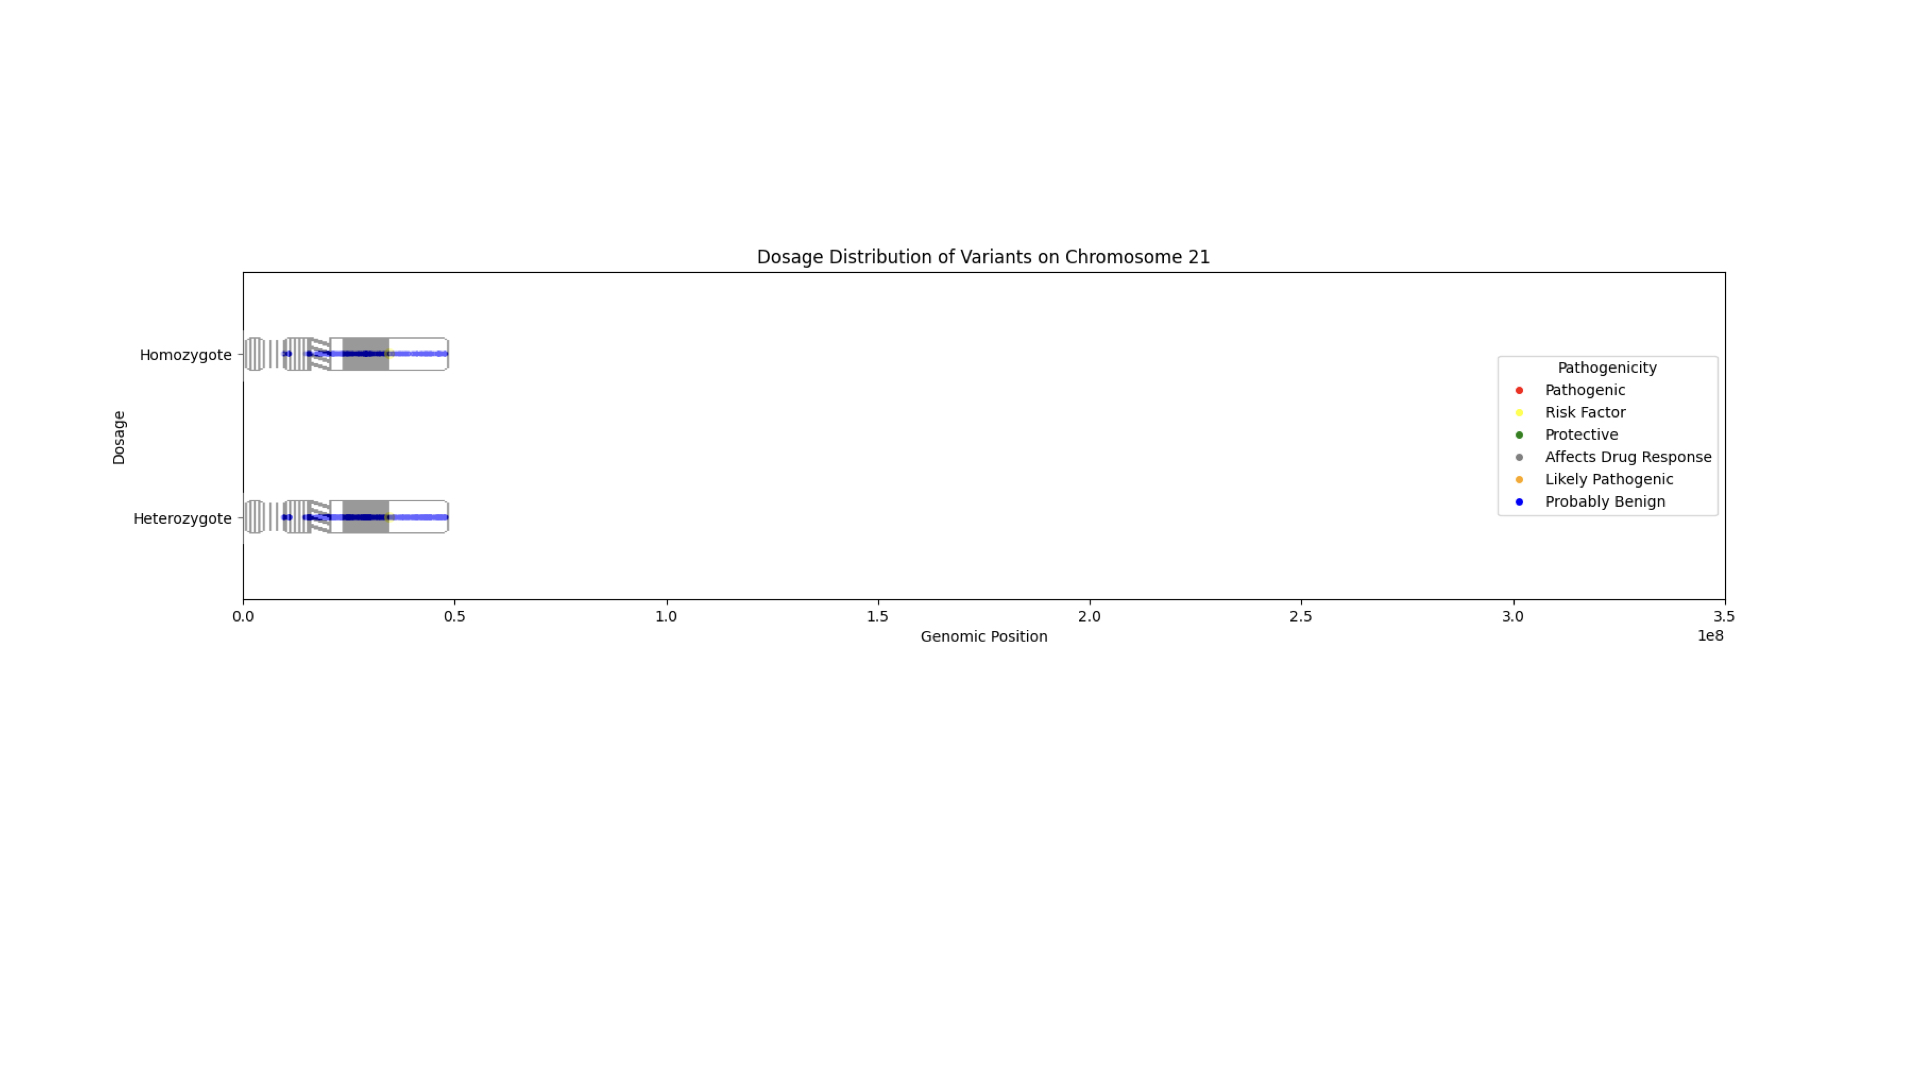 Dosage Distribution of Variants on Chromosome 21
Homozygote
Heterozygote
Dosage
Pathogenicity
Pathogenic
Risk Factor
Protective
Affects Drug Response
Likely Pathogenic
Probably Benign
0.0 0.5 1.0 1.5 2.0 2.5 3.0 3.5
Genomic Position
1e8